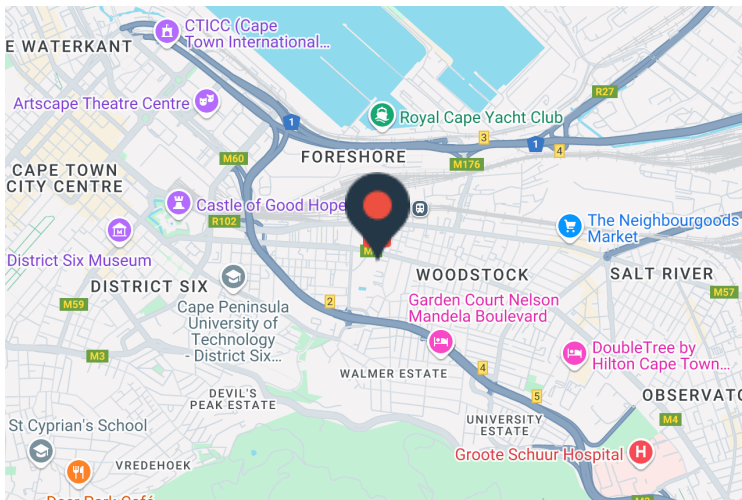 CTICC (Cape
Town International...
E WATERKANT
R27
Artscape Theatre Centre
1
Royal Cape Yacht Club
3
1
4
M60
FORESHORE
M176
CAPE TOWN
CITY CENTRE
Castle of Good Hope
R102
The Neighbourgoods
Market
District Six Museum
WOODSTOCK
SALT RIVER
DISTRICT SIX
M57
M59
2
Cape Peninsula
University of
Technology
- District Six...
Garden Court Nelson
Mandela Boulevard
M3
DoubleTree by
Hilton Cape Town...
WALMER ESTATE
4
5
DEVIL'S
PEAK ESTATE
OBSERVATO
M4
St Cyprian's School
UNIVERSITY
ESTATE
Groote Schuur Hospital
H
VREDEHOEK